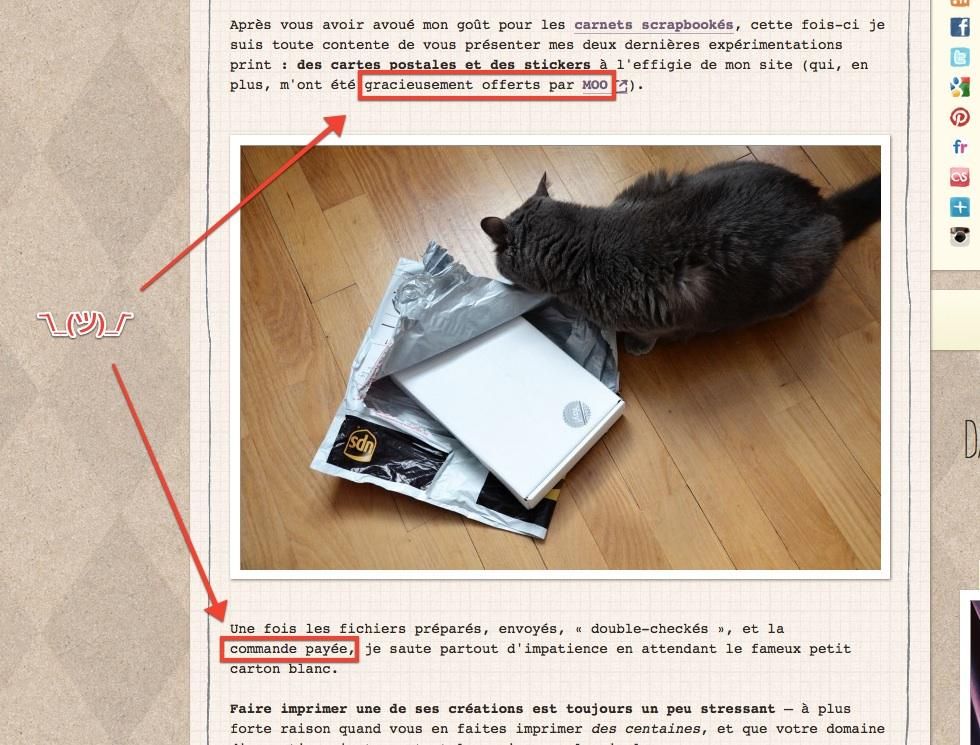 Après vous avoir avoué mon goût pour les carnets scrapbookés, cette fois-ci je
suis toute contente de vous présenter mes deux dernières expérimentations
print : des cartes postales et des stickers à l'effigie de mon site (qui, en
plus, m'ont été gracieusement offerts par MOO ).
¯\_(ツ)_/¯
ups
Une fois les fichiers préparés, envoyés, « double-checkés », et la
commande payée, je saute partout d'impatience en attendant le fameux petit
carton blanc.
Faire imprimer une de ses créations est toujours un peu stressant — à plus
forte raison quand vous en faites imprimer des centaines, et que votre domaine
f
t
fr
DA